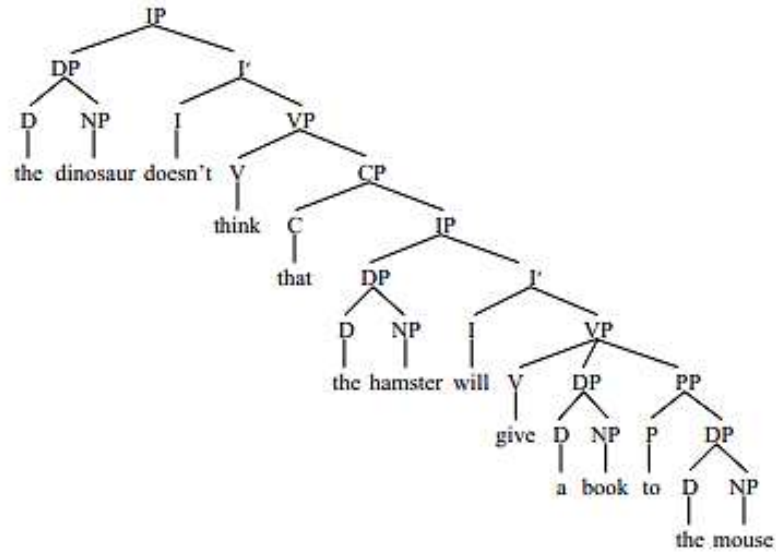 IP
DP I′
D NP I VP
the dinosaur doesn't V CP
think C IP
that DP I′
D NP I VP
the hamster will V DP PP
give D NP P DP
a book to D NP
the mouse